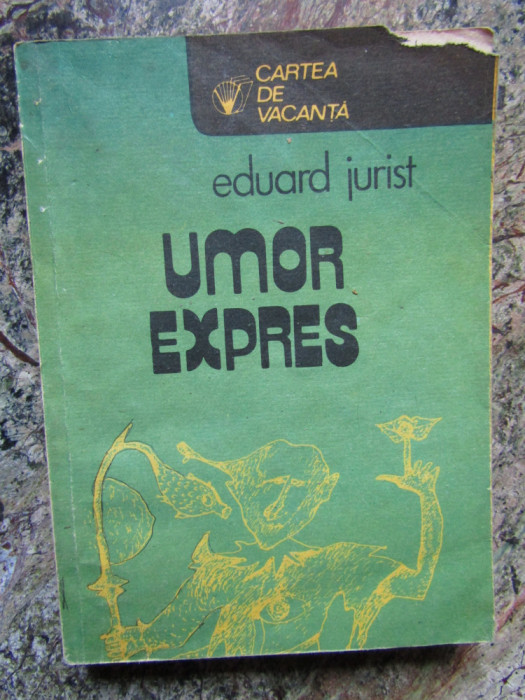 CARTEA
DE
VACANȚĂ
eduard jurist
UMOR
EXPRES